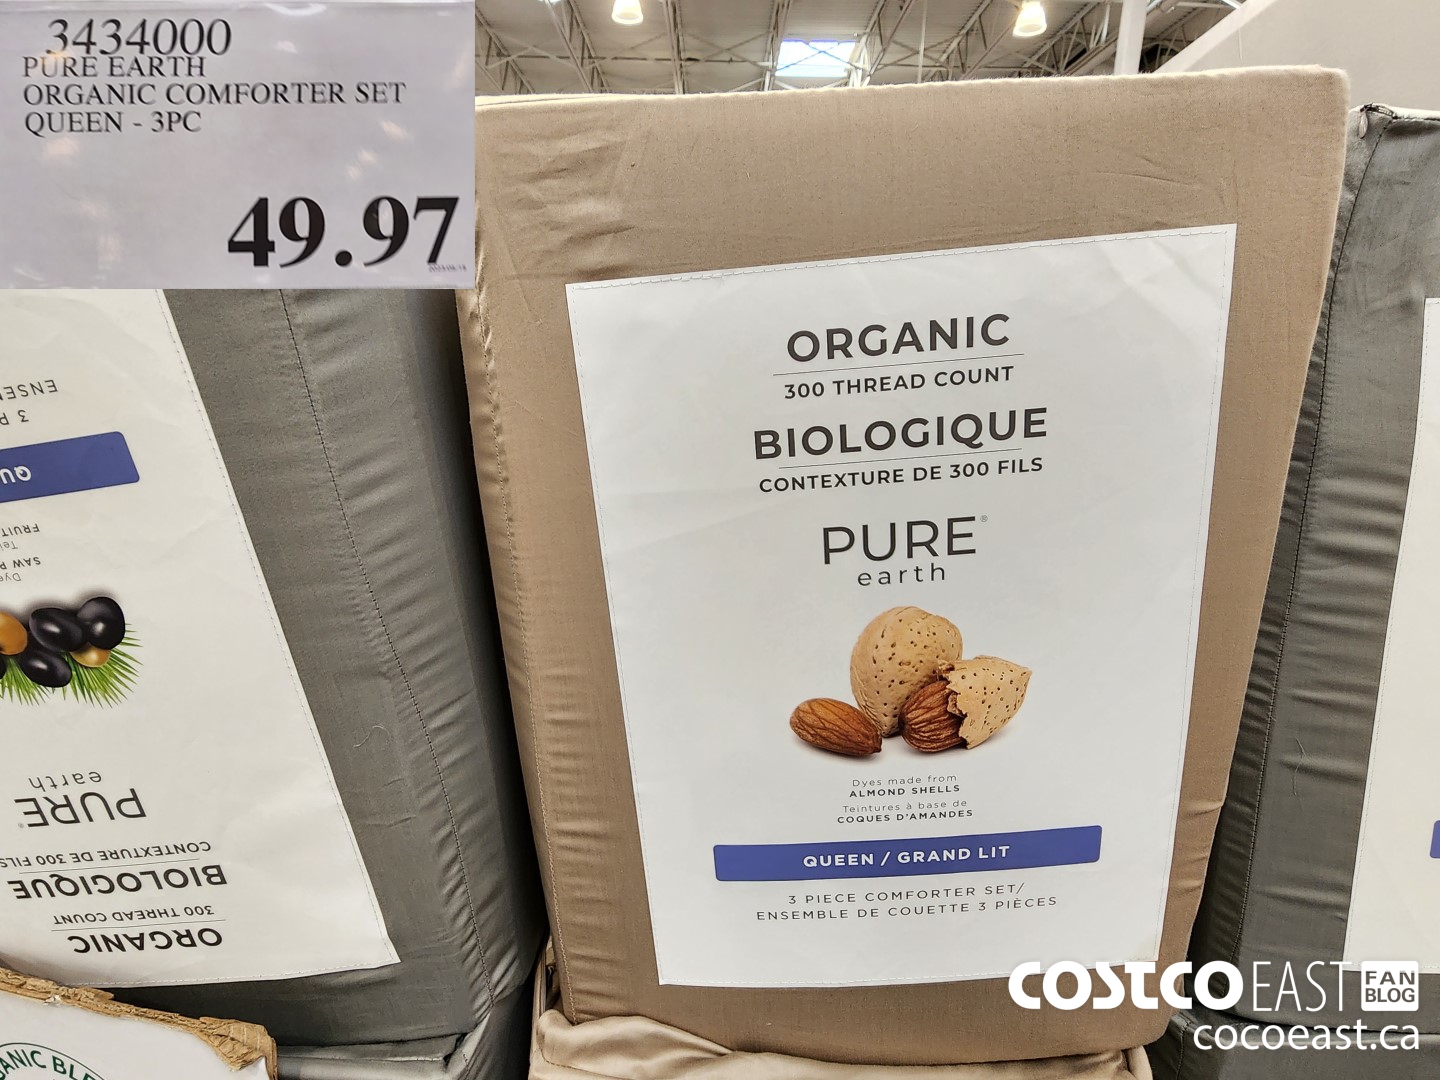 3434000
PURE EARTH
ORGANIC COMFORTER SET
QUEEN - 3PC
49.97
ORGANIC
300 THREAD COUNT
BIOLOGIQUE
CONTEXTURE DE 300 FILS
PURE®
earth
Dyes made from
ALMOND SHELLS
Teintures à base de
COQUES D'AMANDES
QUEEN / GRAND LIT
3 PIECE COMFORTER SET/
ENSEMBLE DE COUETTE 3 PIÈCES
ORGANIC
300 THREAD COUNT
BIOLOGIQUE
CONTEXTURE DE 300 FILS
PURE®
earth
SAW
QU
3 P
COSTCO EAST FAN BLOG
cocoeast.ca